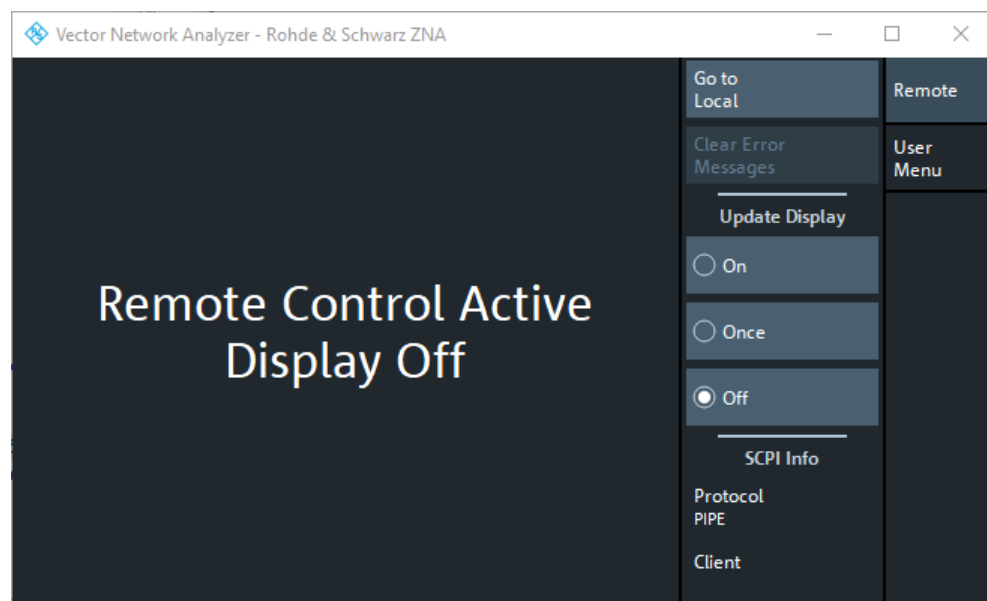 Vector Network Analyzer - Rohde & Schwarz ZNA
Remote Control Active
Display Off
Go to
Local
Clear Error
Messages
Update Display
On
Once
Off
SCPI Info
Protocol
PIPE
Client
Remote
User
Menu